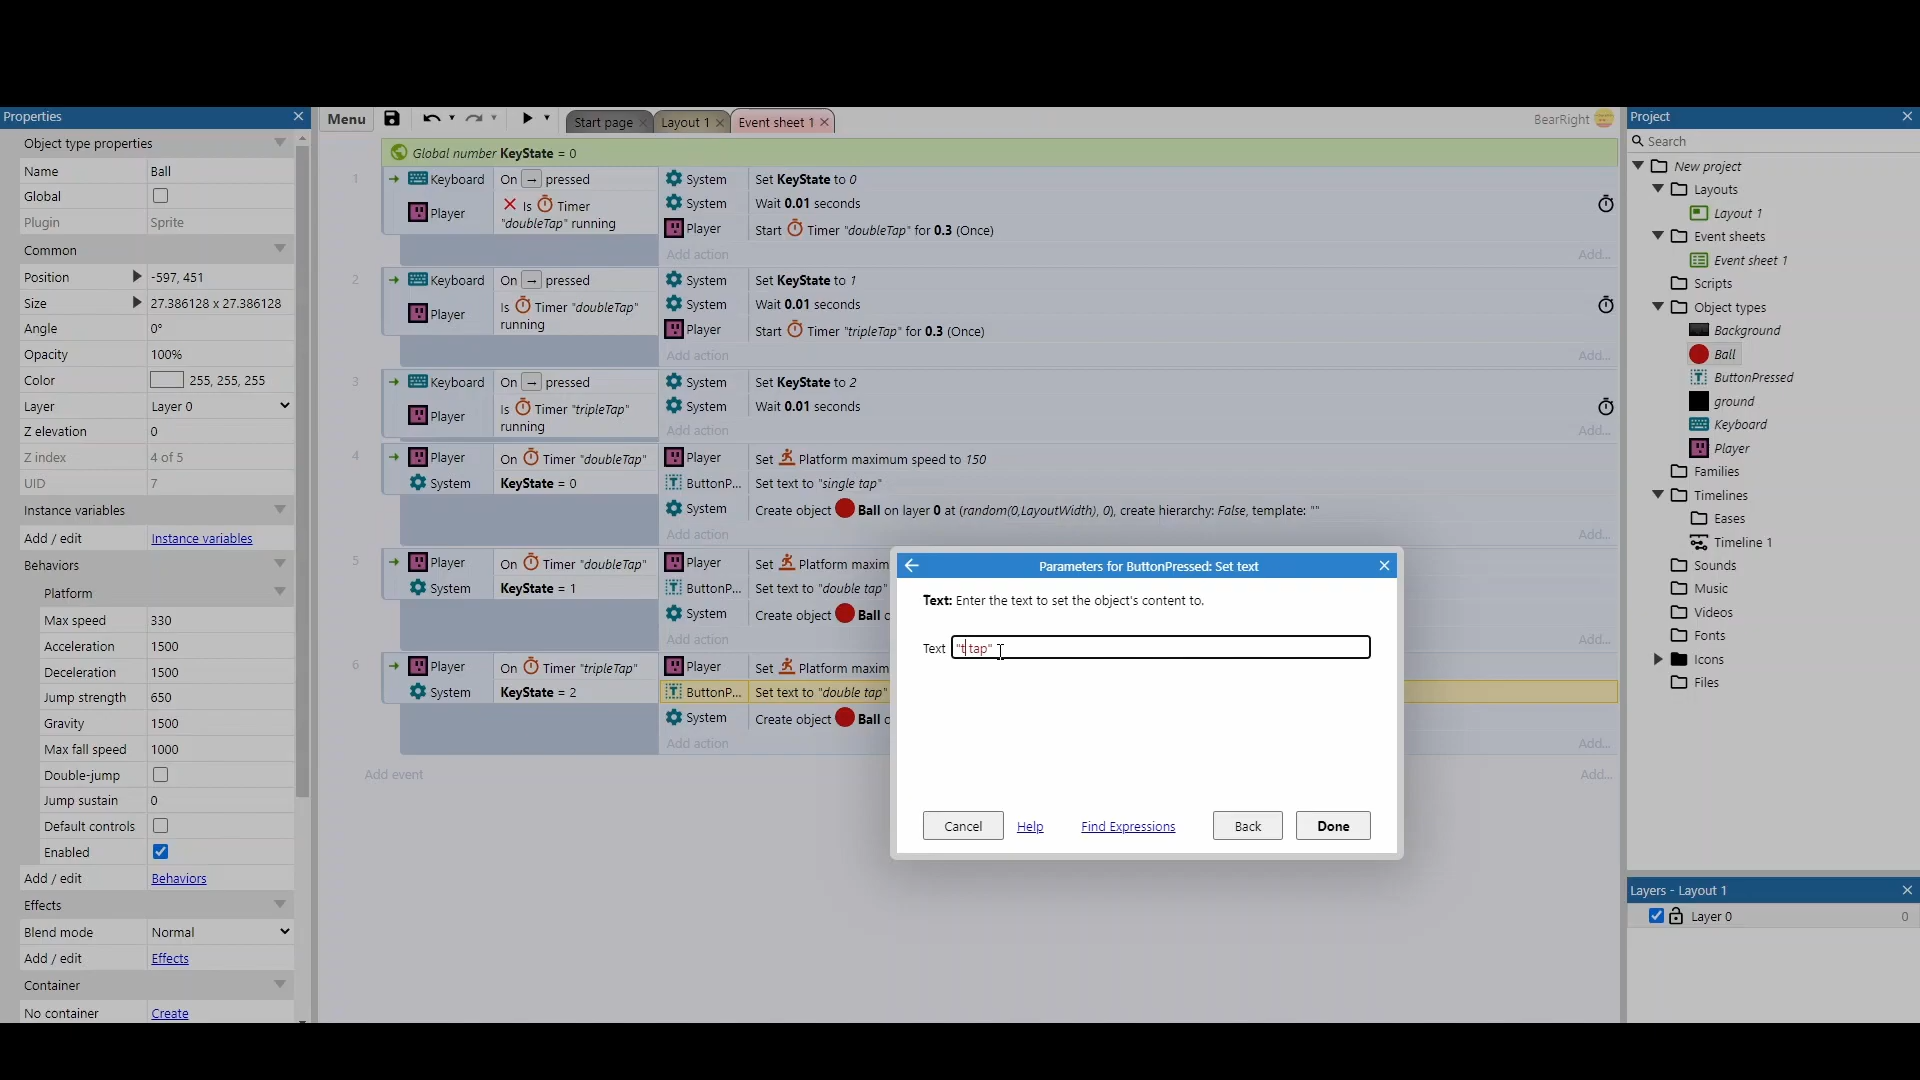 Properties
Object type properties
Name Ball
Global
Plugin Sprite
Common
Position -597, 451
Size 27.386128 x 27.386128
Angle 0°
Opacity 100%
Color 255, 255, 255
Layer Layer 0
Z elevation 0
Z index 4 of 5
UID 7
Instance variables
Add / edit Instance variables
Behaviors
Platform
Max speed 330
Acceleration 1500
Deceleration 1500
Jump strength 650
Gravity 1500
Max fall speed 1000
Double-jump
Jump sustain 0
Default controls
Enabled
Add / edit Behaviors
Effects
Blend mode Normal
Add / edit Effects
Container
No container Create
Menu Start page Layout 1 Event sheet 1 BearRight
Global number KeyState = 0
1 Keyboard On → pressed System Set KeyState to 0
Player Is Timer System Wait 0.01 seconds
"doubleTap" running Player Start Timer "doubleTap" for 0.3 (Once)
Add action Add...
2 Keyboard On → pressed System Set KeyState to 1
Player Is Timer "doubleTap" System Wait 0.01 seconds
running Player Start Timer "tripleTap" for 0.3 (Once)
Add action Add...
3 Keyboard On → pressed System Set KeyState to 2
Player Is Timer "tripleTap" System Wait 0.01 seconds
running Add action Add...
4 Player On Timer "doubleTap" Player Set Platform maximum speed to 150
System KeyState = 0 ButtonP... Set text to "single tap"
System Create object Ball on layer 0 at (random(0,LayoutWidth), 0), create hierarchy: False, template: ""
Add action Add...
5 Player On Timer "doubleTap" Player Set Platform maxim
System KeyState = 1 ButtonP... Set text to "double tap"
System Create object Ball
Add action Add...
6 Player On Timer "tripleTap" Player Set Platform maxim
System KeyState = 2 ButtonP... Set text to "double tap"
System Create object Ball
Add action Add...
Add event Add...
Parameters for ButtonPressed: Set text
Text: Enter the text to set the object's content to.
Text "t tap"
Cancel Help Find Expressions Back Done
Project
Search
New project
Layouts
Layout 1
Event sheets
Event sheet 1
Scripts
Object types
Background
Ball
ButtonPressed
ground
Keyboard
Player
Families
Timelines
Eases
Timeline 1
Sounds
Music
Videos
Fonts
Icons
Files
Layers - Layout 1
Layer 0 0